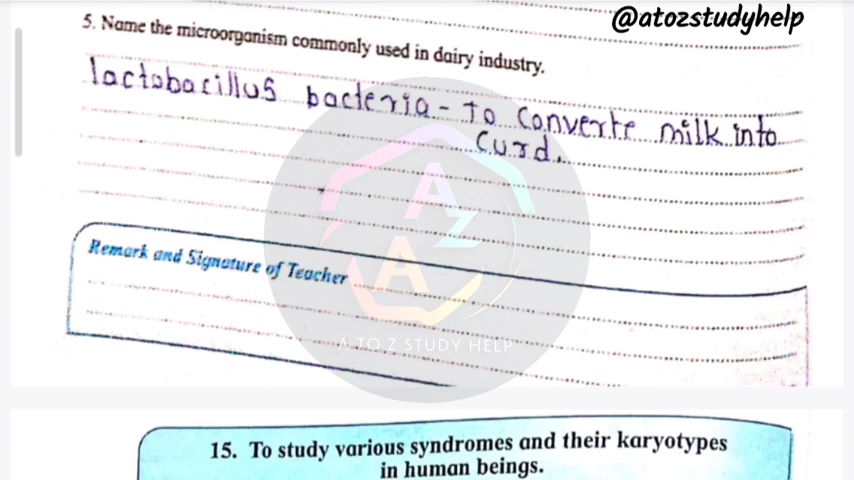 @atozstudyhelp
5. Name the microorganism commonly used in dairy industry.
lactobacillus bacteria - To converte milk into
curd.
Remark and Signature of Teacher
A TO Z STUDY HELP
15. To study various syndromes and their karyotypes
in human beings.